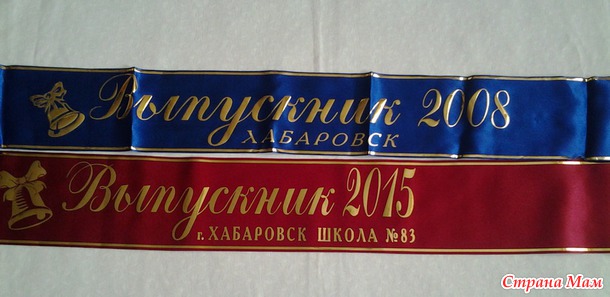 Выпускник 2008
ХАБАРОВСК
Выпускник 2015
г. ХАБАРОВСК ШКОЛА №83
Страна Мам